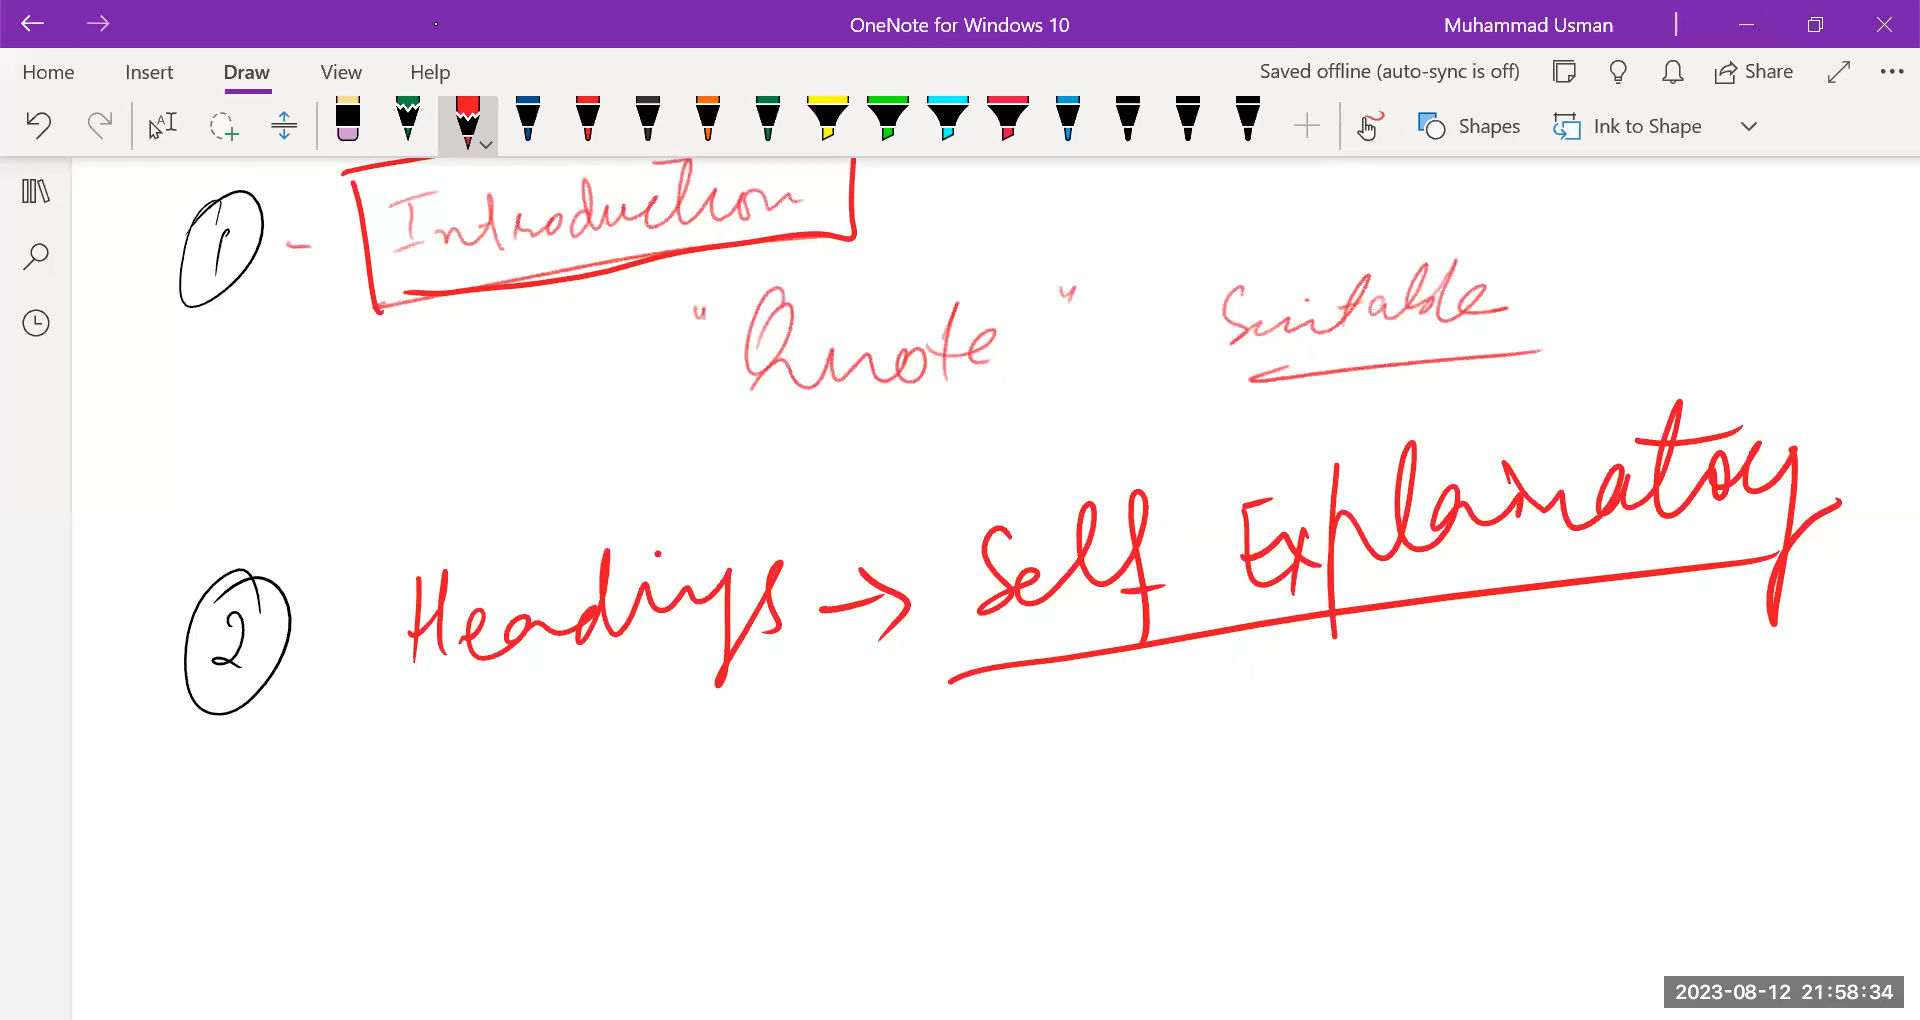 OneNote for Windows 10
Muhammad Usman
Home Insert Draw View Help
Saved offline (auto-sync is off) Share
Shapes Ink to Shape
1 - Introduction
"Quote" Suitable
2 Headings → Self Explainatory
2023-08-12 21:58:34